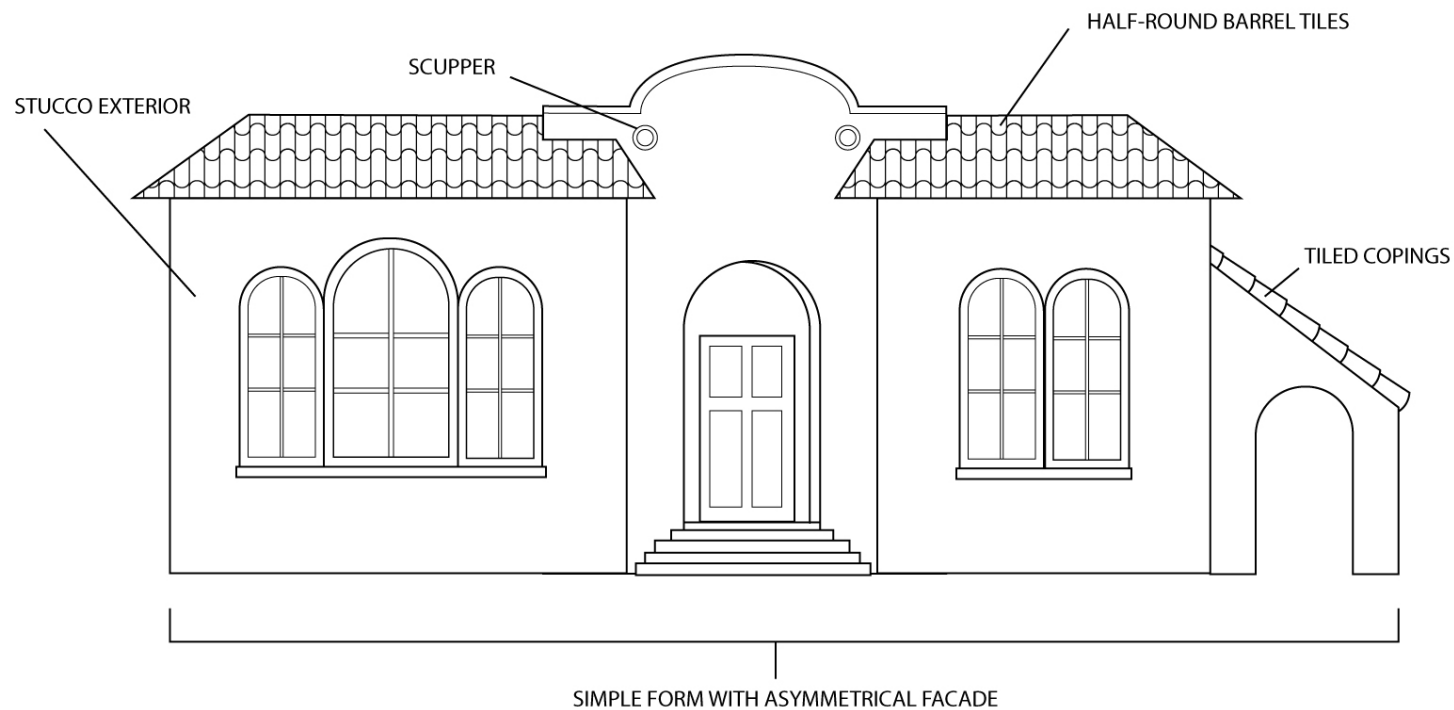 HALF-ROUND BARREL TILES
SCUPPER
STUCCO EXTERIOR
TILED COPINGS
SIMPLE FORM WITH ASYMMETRICAL FACADE